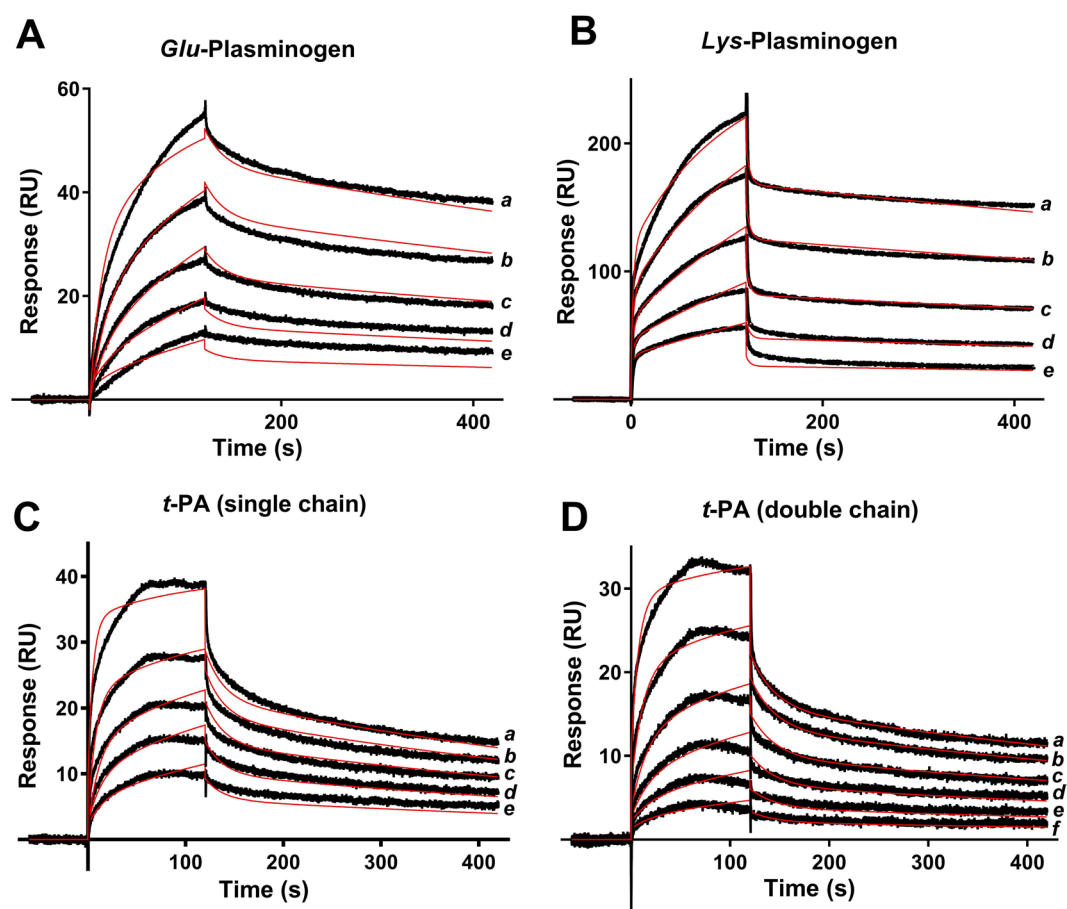 A
Glu-Plasminogen
60
40
20
Response (RU)
a
b
c
d
e
200
400
Time (s)
B
Lys-Plasminogen
200
100
0
Response (RU)
a
b
c
d
e
0
200
400
Time (s)
C
t-PA (single chain)
40
30
20
10
Response (RU)
a
b
c
d
e
100
200
300
400
Time (s)
D
t-PA (double chain)
30
20
10
Response (RU)
a
b
c
d
e
f
100
200
300
400
Time (s)